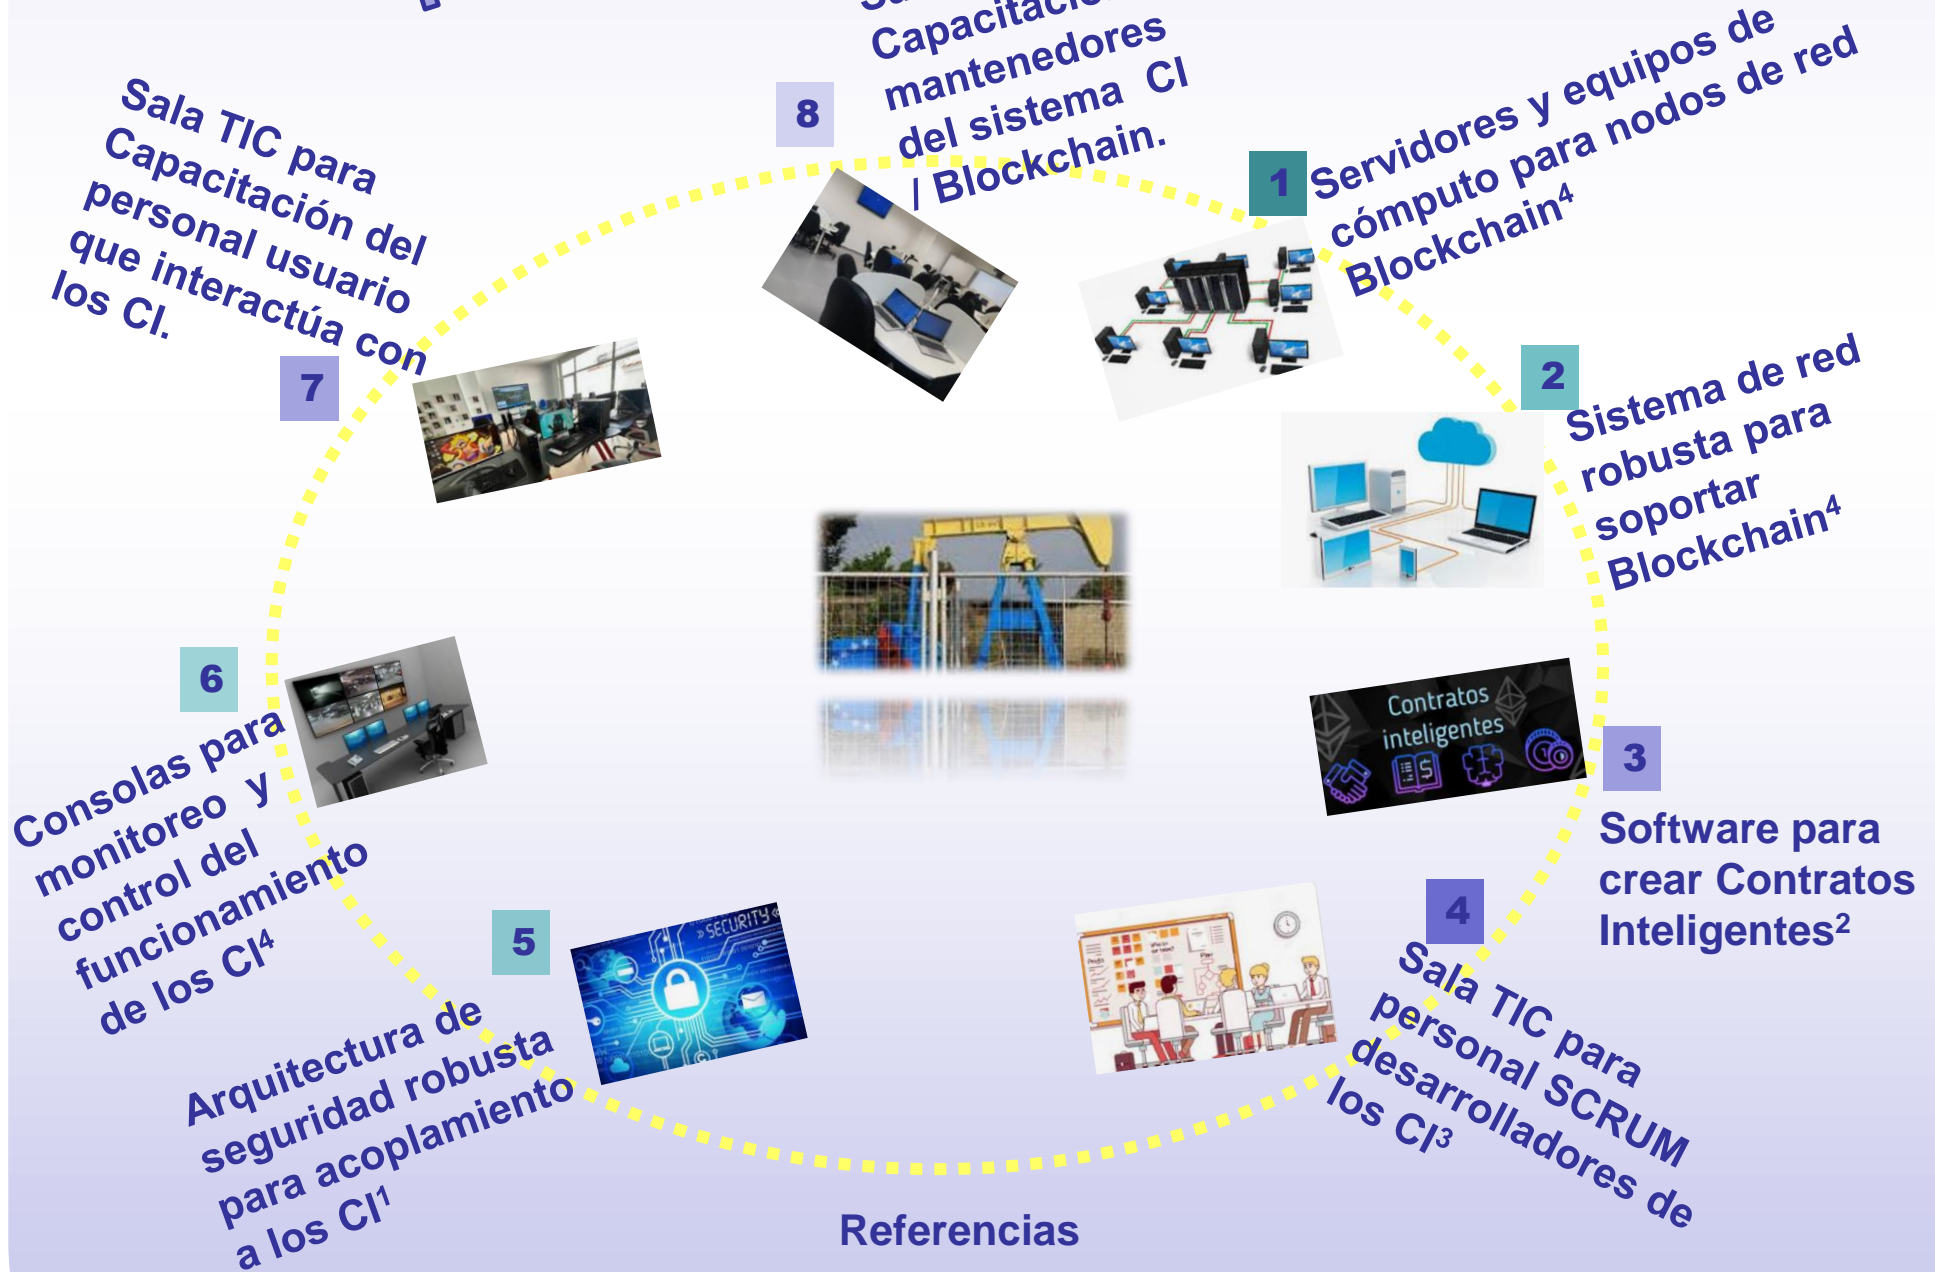 8
Capacitación
mantenedores
del sistema CI
/ Blockchain.
1
Servidores y equipos de
cómputo para nodos de red
Blockchain⁴
2
Sistema de red
robusta para
soportar
Blockchain⁴
Contratos
inteligentes
3
Software para
crear Contratos
Inteligentes²
4
Sala TIC para
personal SCRUM
desarrolladores de
los CI³
5
» SECURITY «
Arquitectura de
seguridad robusta
para acoplamiento
a los CI¹
6
Consolas para
monitoreo y
control del
funcionamiento
de los CI⁴
7
Sala TIC para
Capacitación del
personal usuario
que interactúa con
los CI.
Referencias